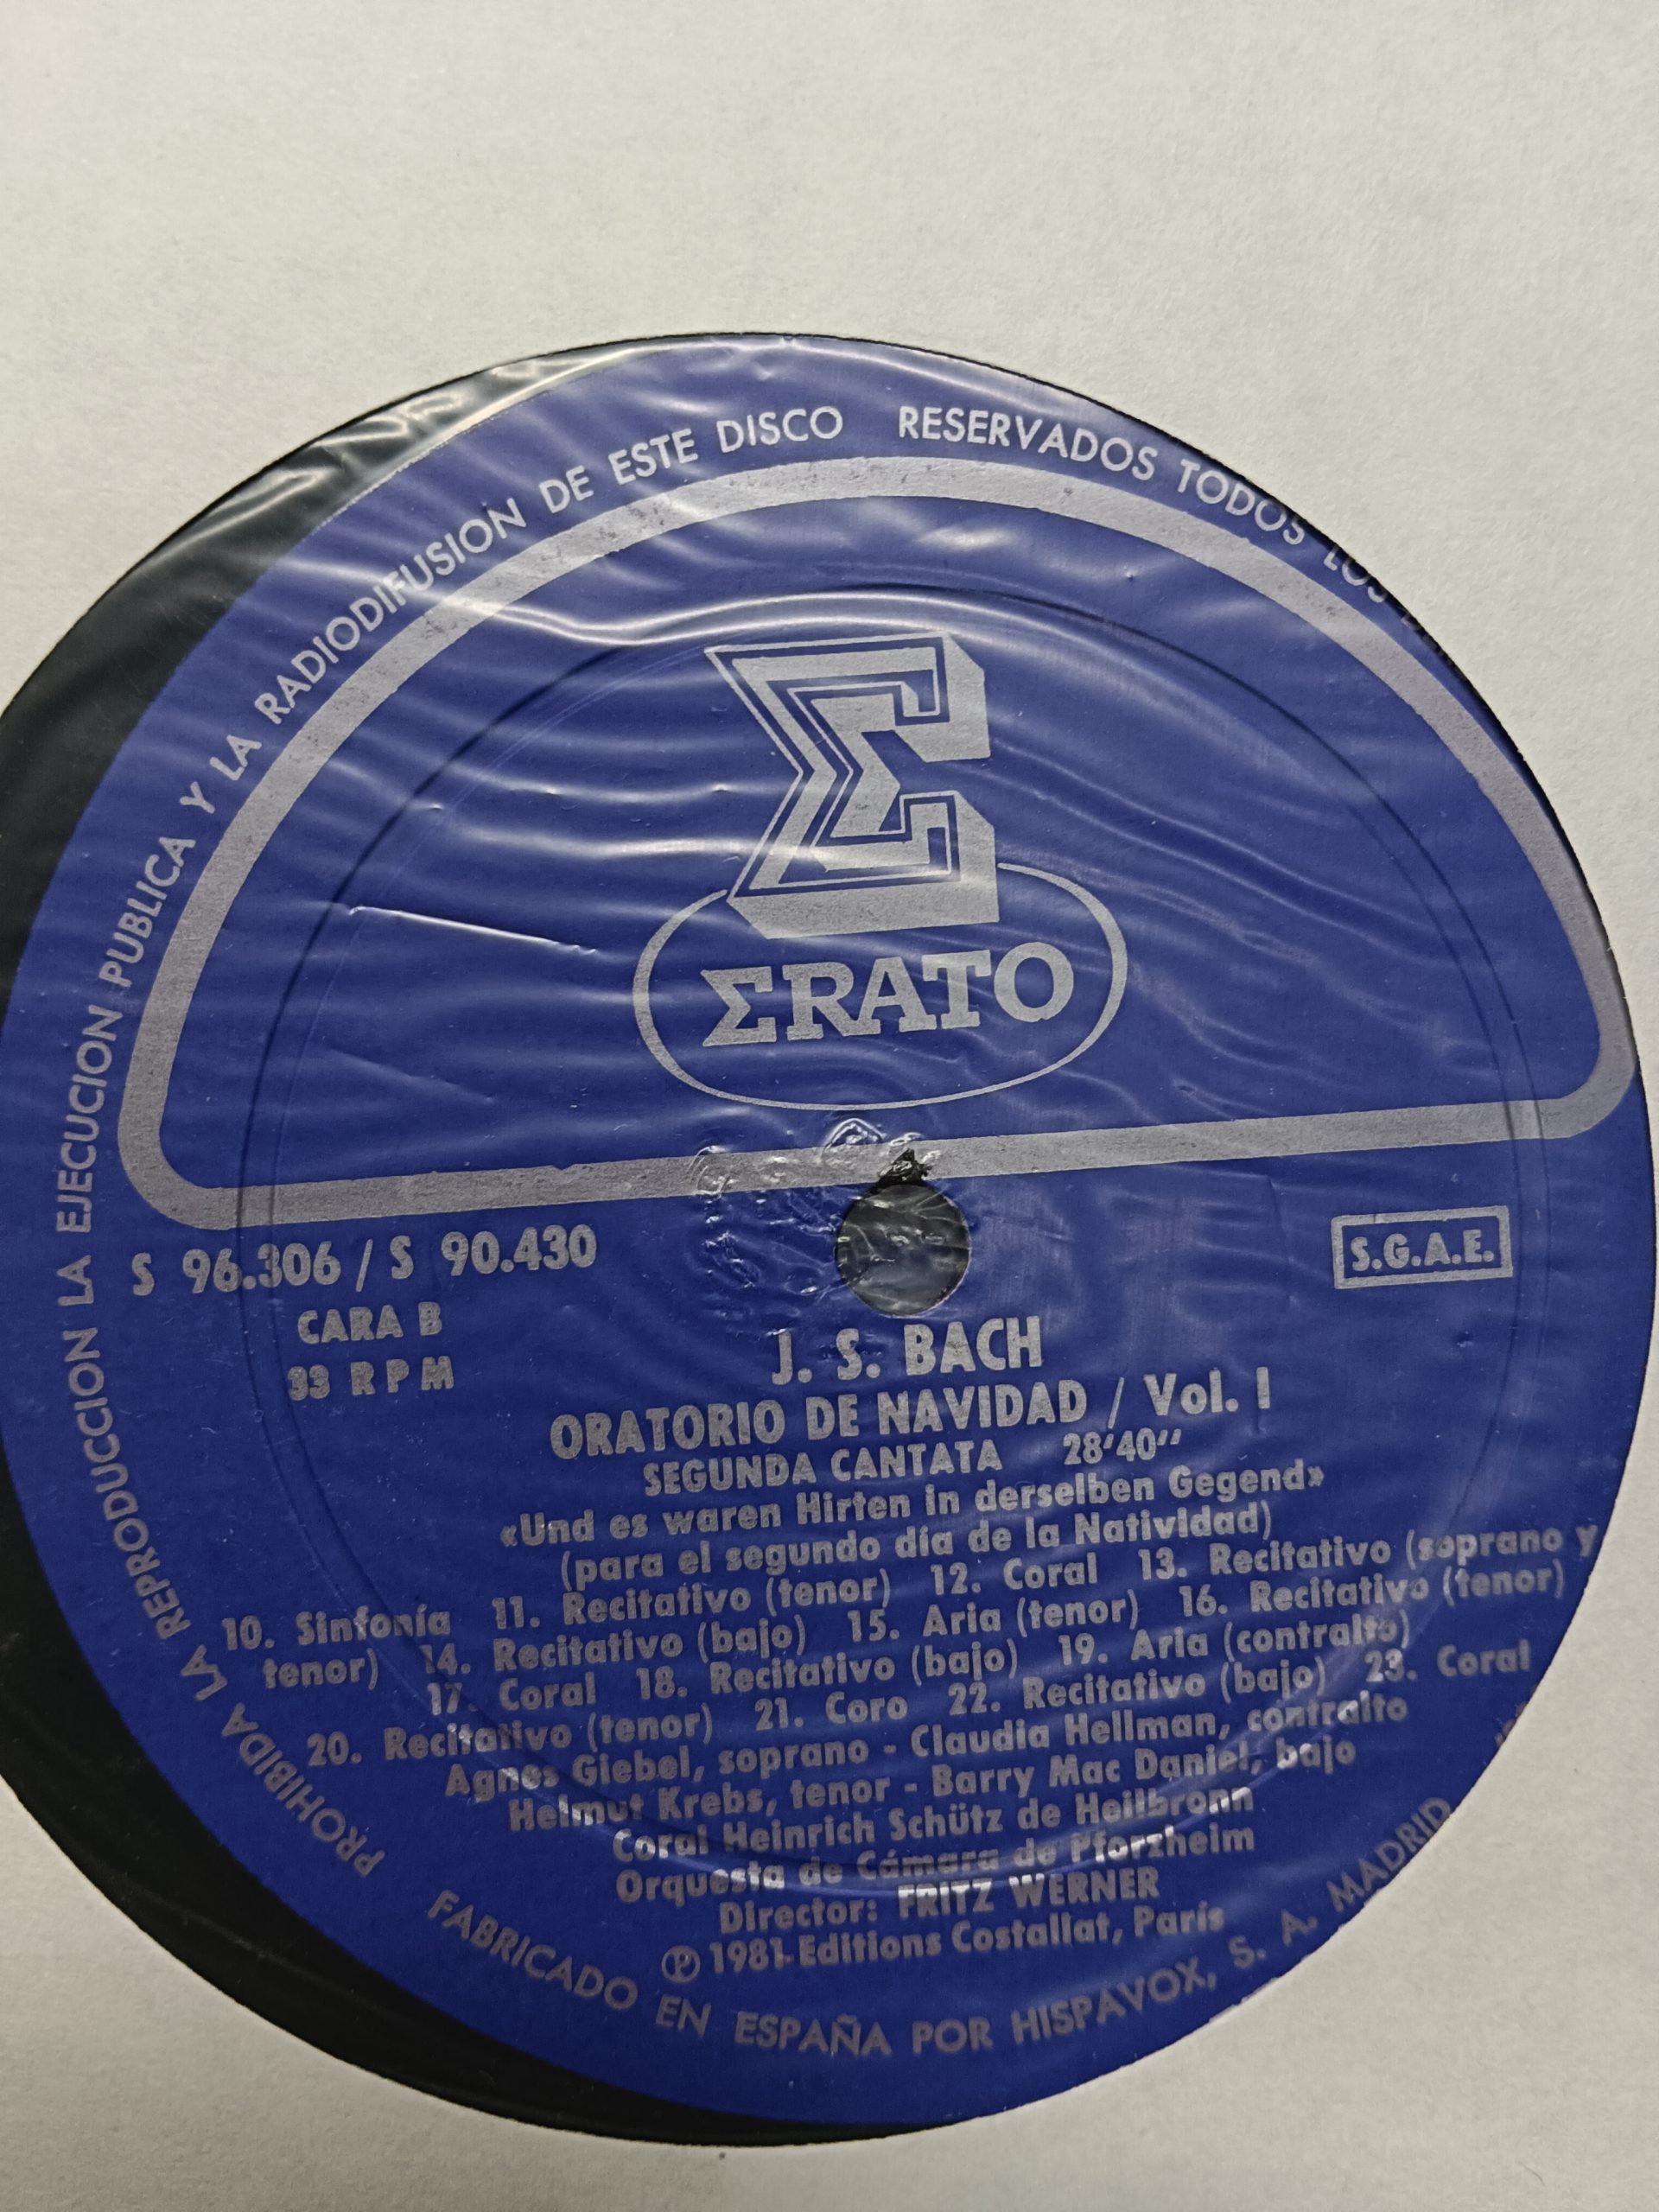 PROHIBIDA LA REPRODUCCION LA EJECUCION PUBLICA Y LA RADIODIFUSION DE ESTE DISCO RESERVADOS TODOS LOS
ΣRATO
S 96.306 / S 90.430
S.G.A.E.
CARA B
33 R P M
J. S. BACH
ORATORIO DE NAVIDAD / Vol. I
SEGUNDA CANTATA 28'40''
«Und es waren Hirten in derselben Gegend»
(para el segundo día de la Natividad)
10. Sinfonía 11. Recitativo (tenor) 12. Coral 13. Recitativo (soprano y
tenor) 14. Recitativo (bajo) 15. Aria (tenor) 16. Recitativo (tenor)
17. Coral 18. Recitativo (bajo) 19. Aria (contralto)
20. Recitativo (tenor) 21. Coro 22. Recitativo (bajo) 23. Coral
Agnes Giebel, soprano - Claudia Hellman, contralto
Helmut Krebs, tenor - Barry Mac Daniel, bajo
Coral Heinrich Schütz de Heilbronn
Orquesta de Cámara de Pforzheim
Director: FRITZ WERNER
℗ 1981 Editions Costallat, París
FABRICADO EN ESPAÑA POR HISPAVOX, S. A. MADRID